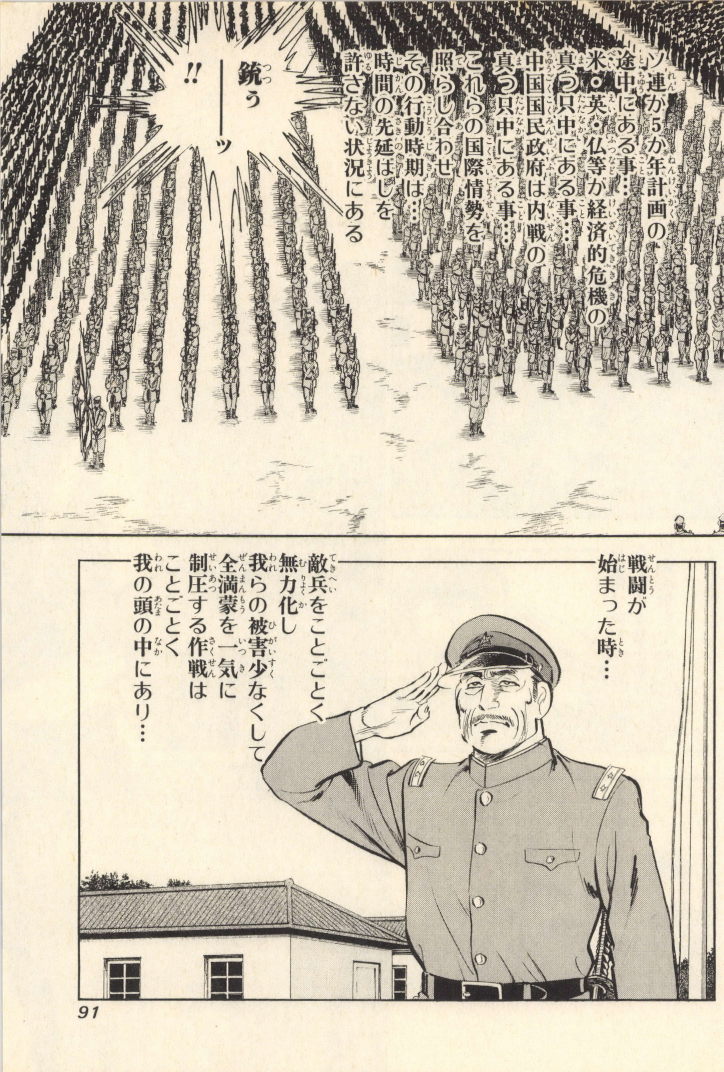 ソ連が5か年計画の
途中にある事…
米・英・仏等が経済的危機の
真っ只中にある事…
中国国民政府は内戦の
真っ只中にある事…
これらの国際情勢を
照らし合わせ
その行動時期は…
時間の先延ばしを
許さない状況にある
銃ぅ
――ッ
!!
戦闘が
始まった時…
敵兵をことごとく
無力化し
我らの被害少なくして
全満蒙を一気に
制圧する作戦は
ことごとく
我の頭の中にあり…
91